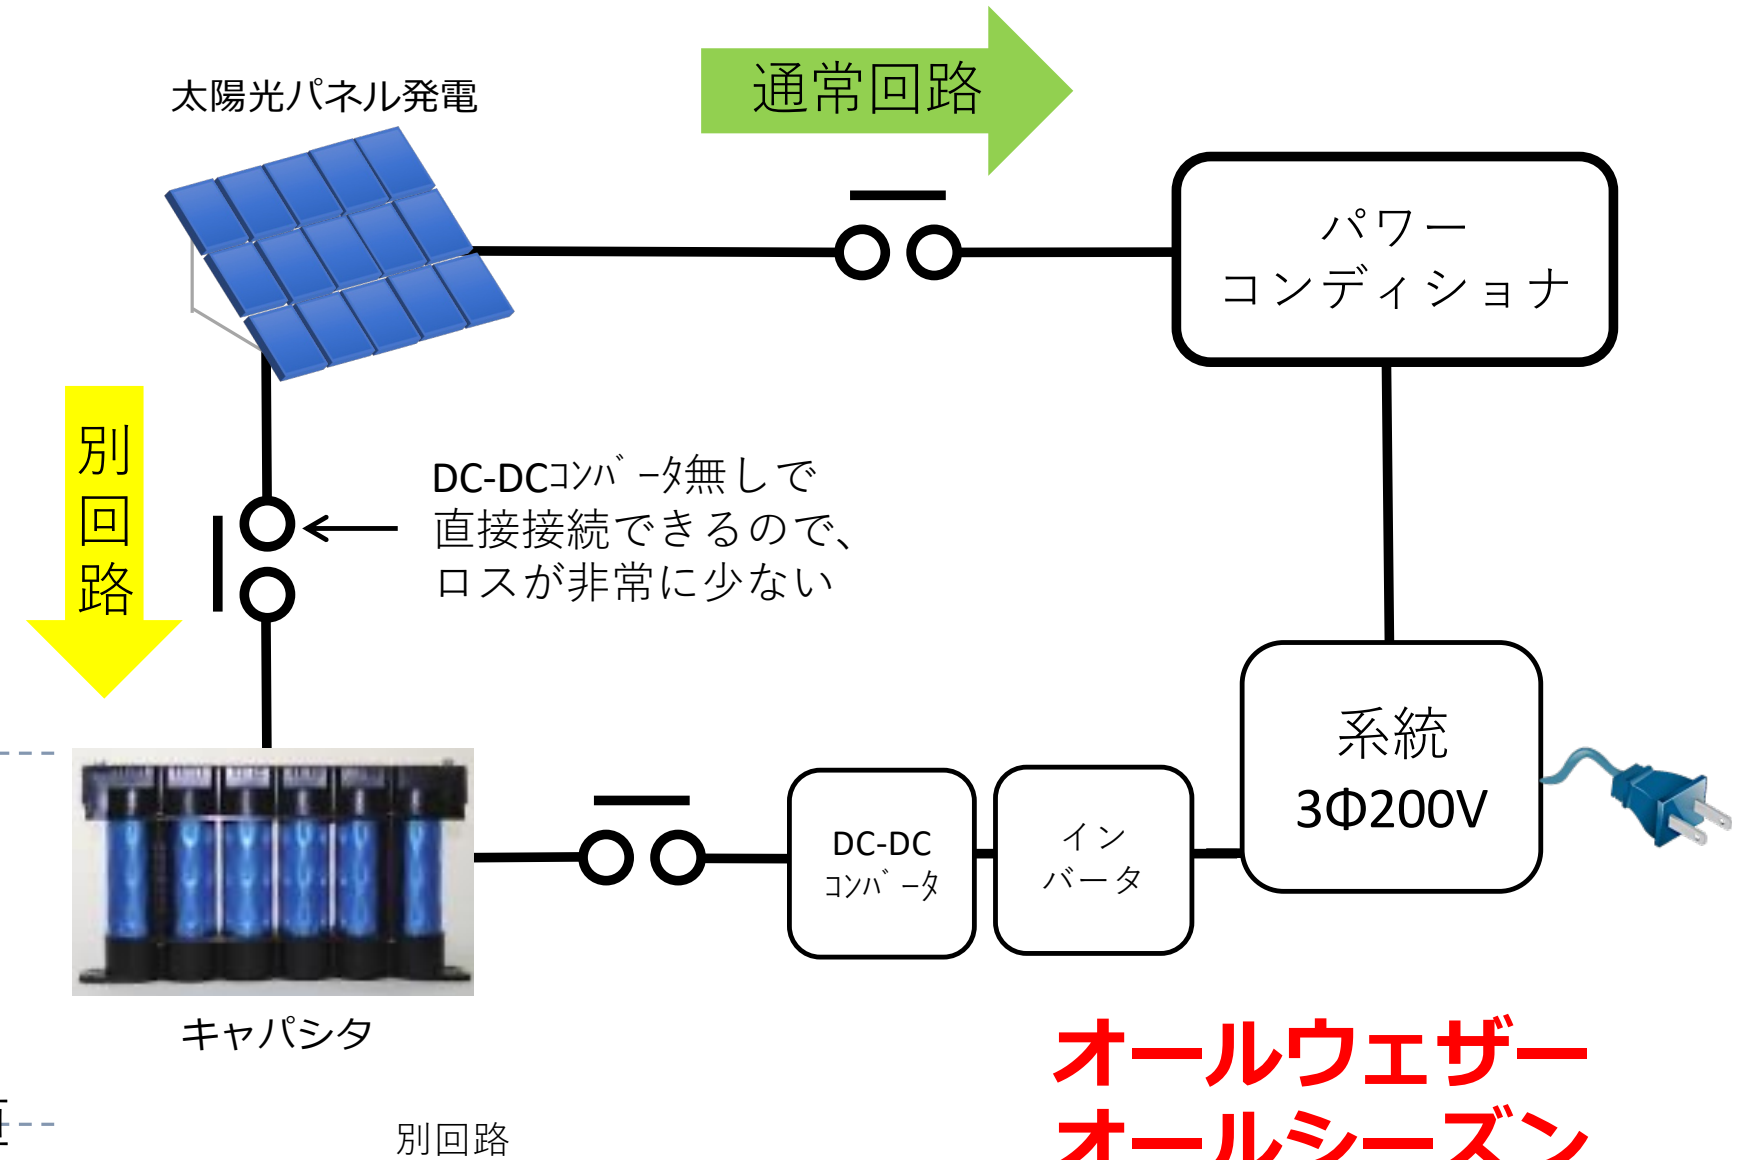 通常回路
太陽光パネル発電
パワー
コンディショナ
別回路
DC-DCｺﾝﾊﾞｰﾀ無しで
直接接続できるので、
ロスが非常に少ない
系統
3Φ200V
DC-DC
ｺﾝﾊﾞｰﾀ
イン
バータ
キャパシタ
オールウェザー
オールシーズン
別回路